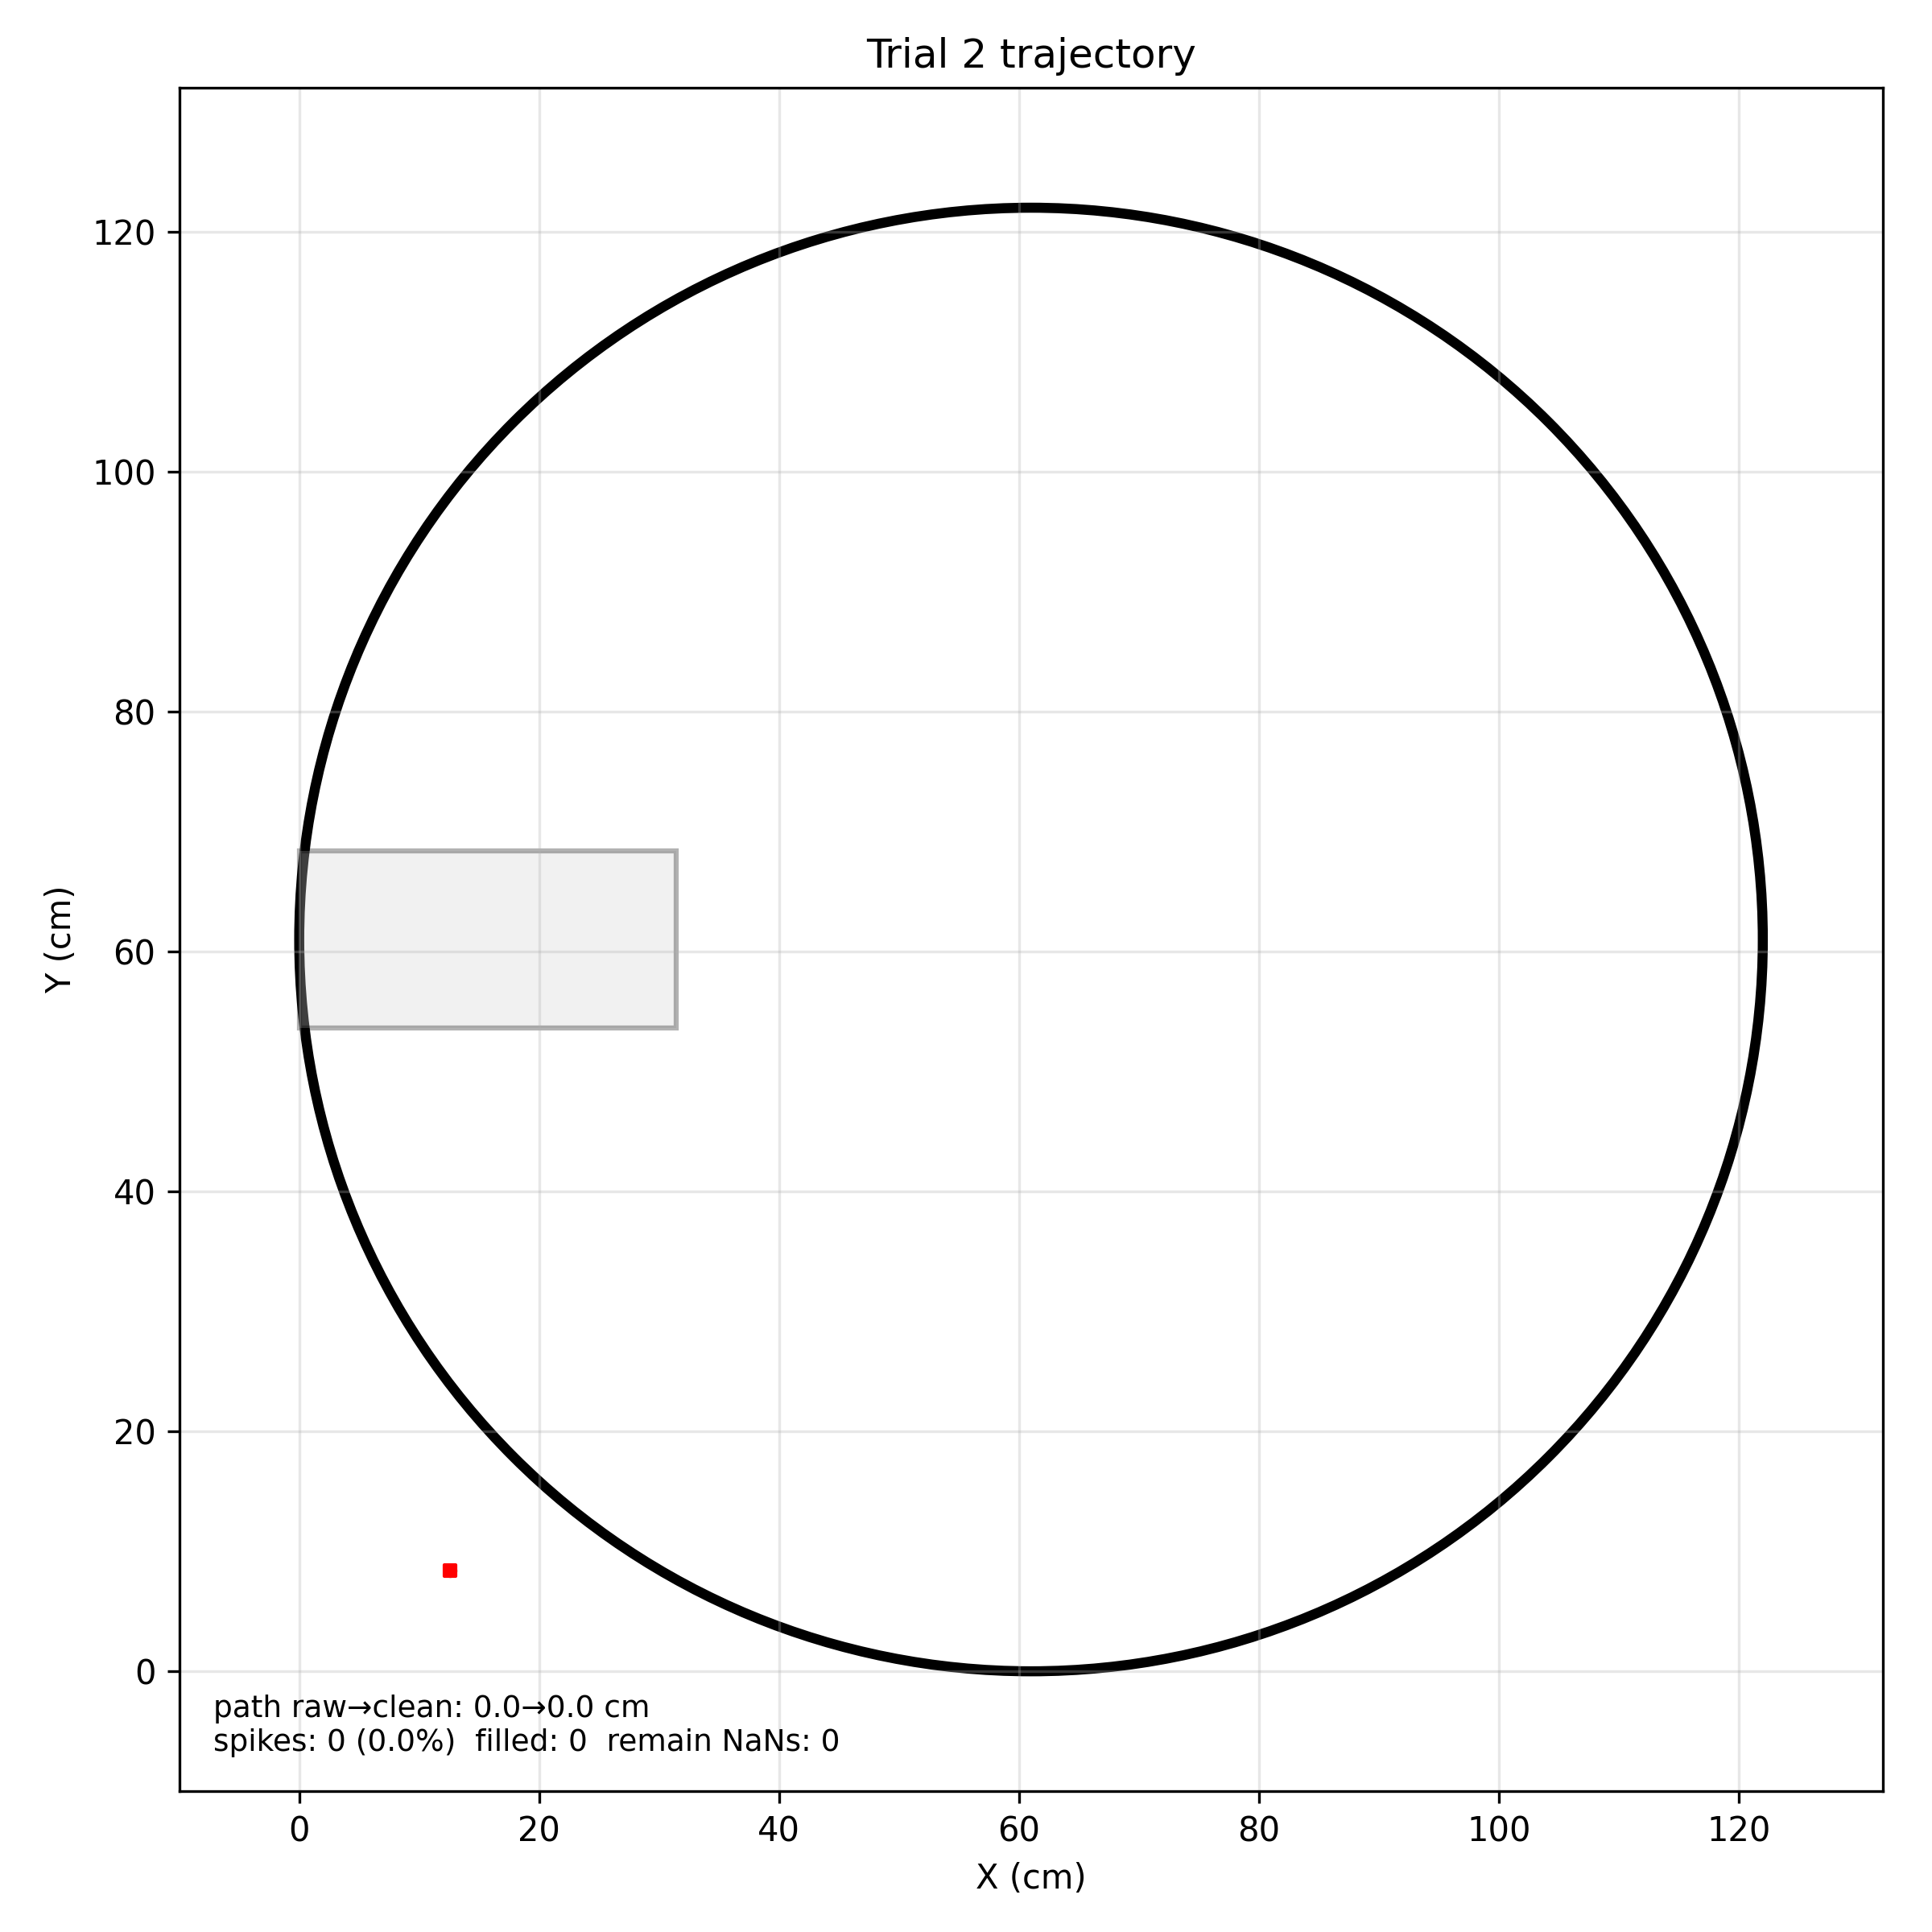 Trial 2 trajectory
Y (cm)
120
100
80
60
40
20
0
path raw→clean: 0.0→0.0 cm
spikes: 0 (0.0%)  filled: 0  remain NaNs: 0
0 20 40 60 80 100 120
X (cm)